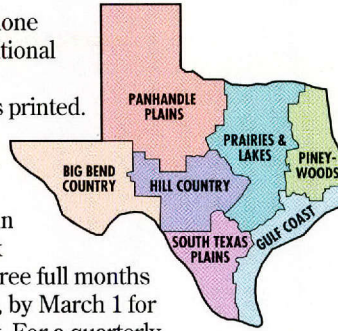 one
tional
s printed.
PANHANDLE
PLAINS
PRAIRIES &
LAKES
PINEY-
WOODS
BIG BEND
COUNTRY
HILL COUNTRY
GULF COAST
SOUTH TEXAS
PLAINS
in
ree full months
, by March 1 for
For a quarterly